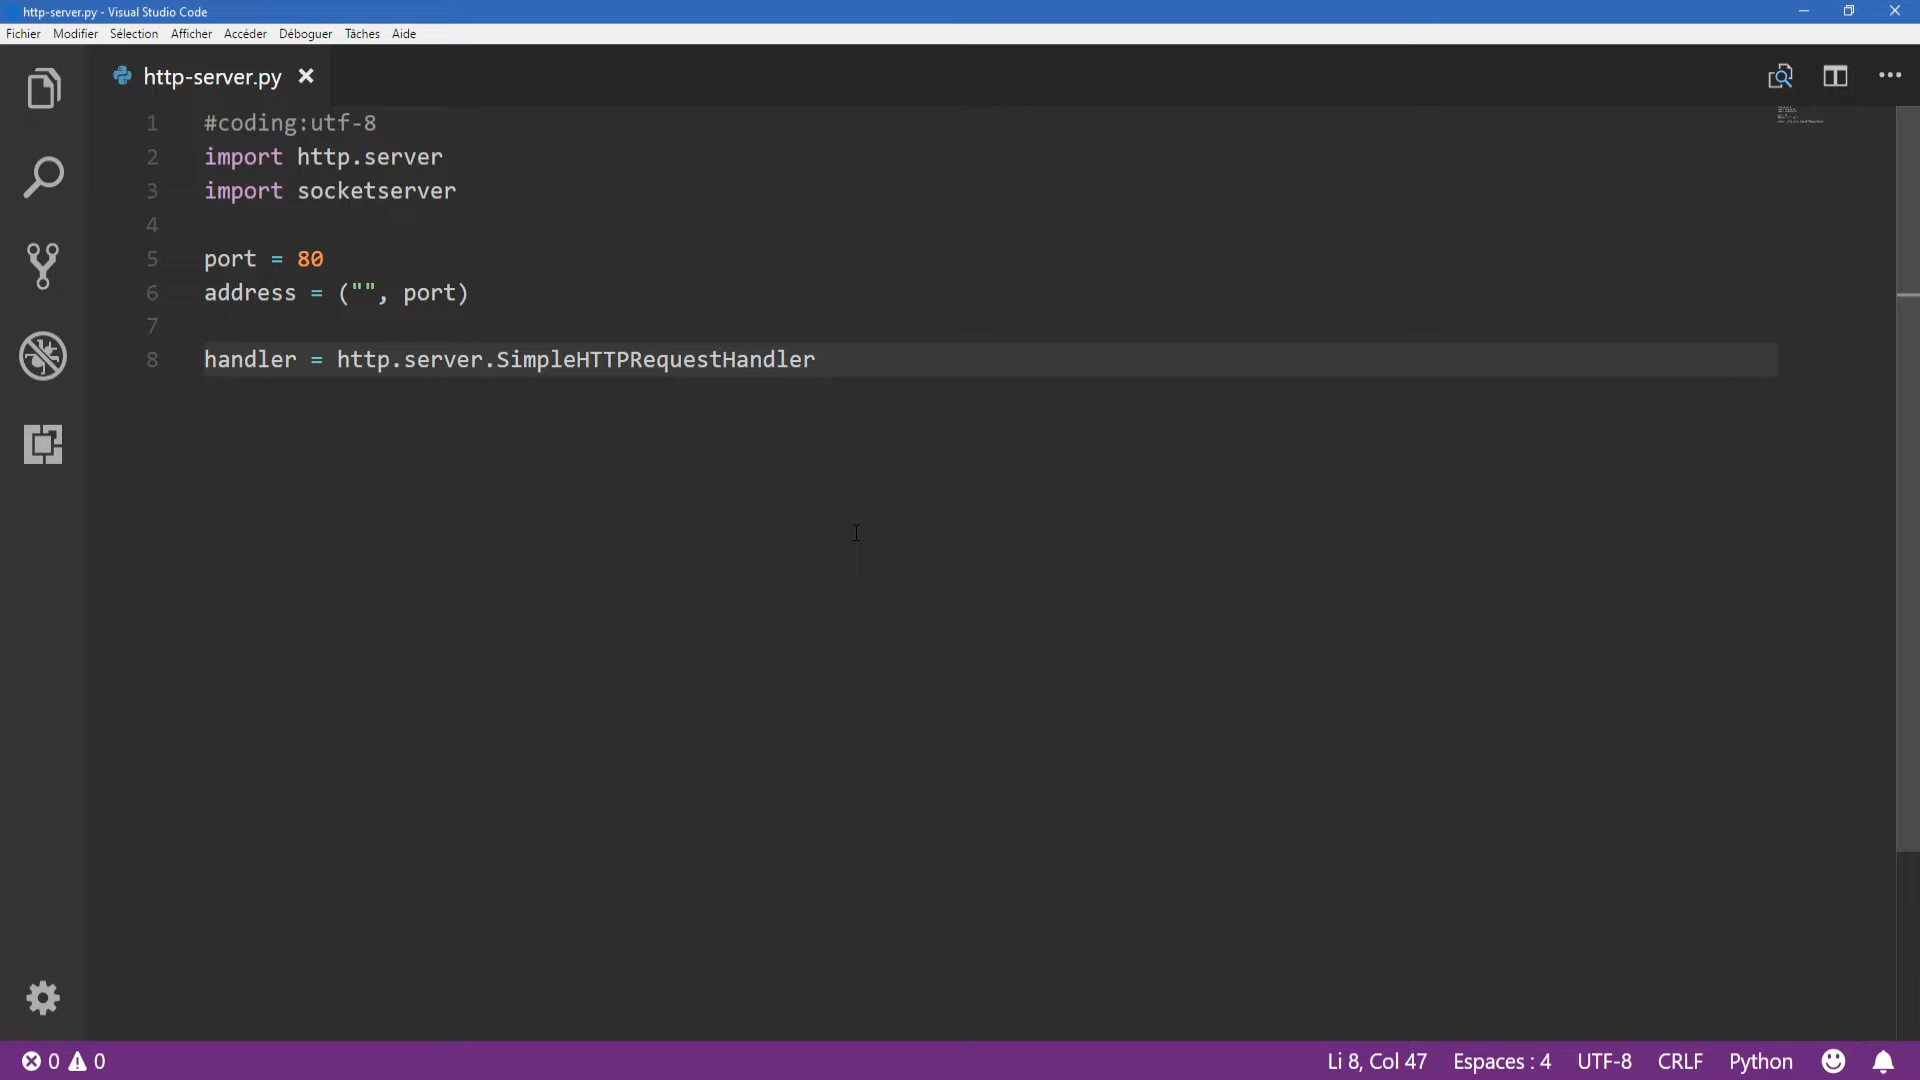 http-server.py - Visual Studio Code
Fichier Modifier Sélection Afficher Accéder Déboguer Tâches Aide
http-server.py
1 #coding:utf-8
2 import http.server
3 import socketserver
4
5 port = 80
6 address = ("", port)
7
8 handler = http.server.SimpleHTTPRequestHandler
0 0 Li 8, Col 47 Espaces : 4 UTF-8 CRLF Python